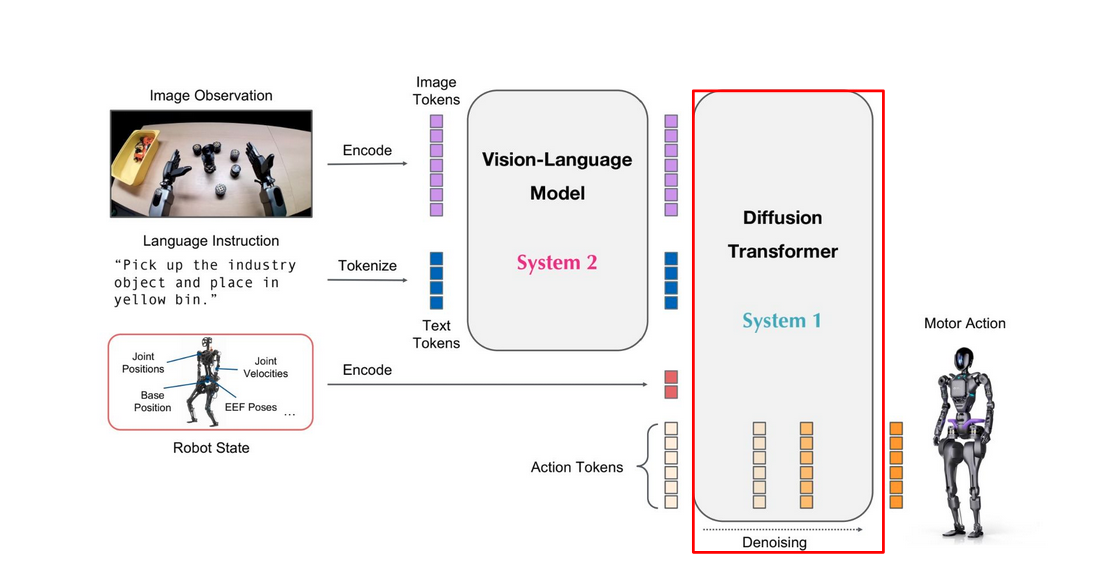 Image Observation
Encode
Image
Tokens
Vision-Language
Model
System 2
Language Instruction
“Pick up the industry
object and place in
yellow bin.”
Tokenize
Text
Tokens
Diffusion
Transformer
System 1
Joint
Positions
Joint
Velocities
Base
Position
EEF Poses ...
Robot State
Encode
Action Tokens
Denoising
Motor Action